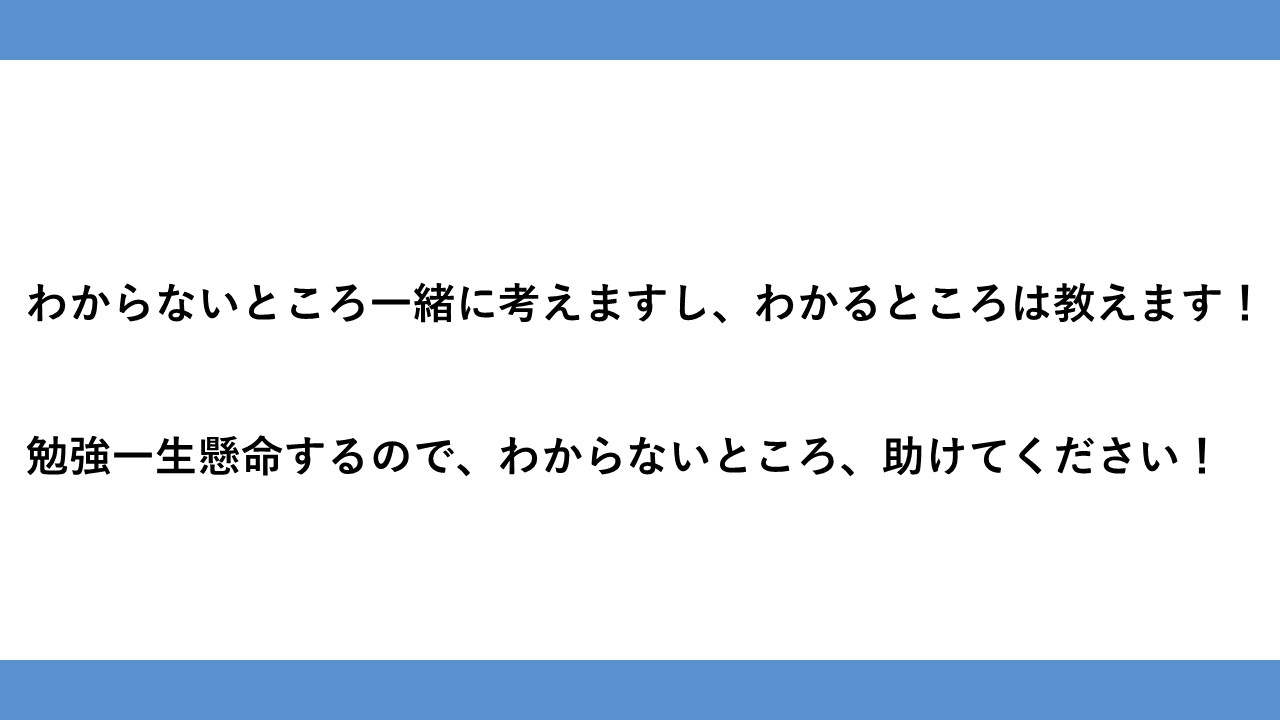 わからないところ一緒に考えますし、わかるところは教えます！
勉強一生懸命するので、わからないところ、助けてください！